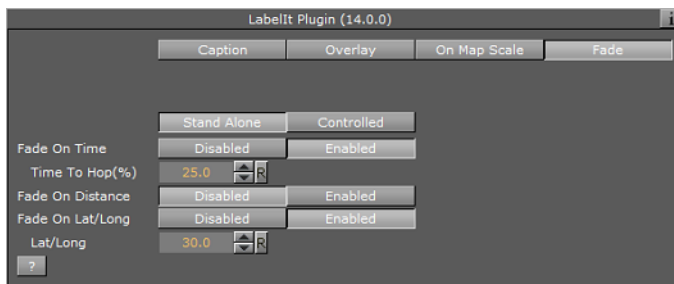 LabelIt Plugin (14.0.0) i
Caption Overlay On Map Scale Fade
Stand Alone Controlled
Fade On Time Disabled Enabled
Time To Hop(%) 25.0 R
Fade On Distance Disabled Enabled
Fade On Lat/Long Disabled Enabled
Lat/Long 30.0 R
?